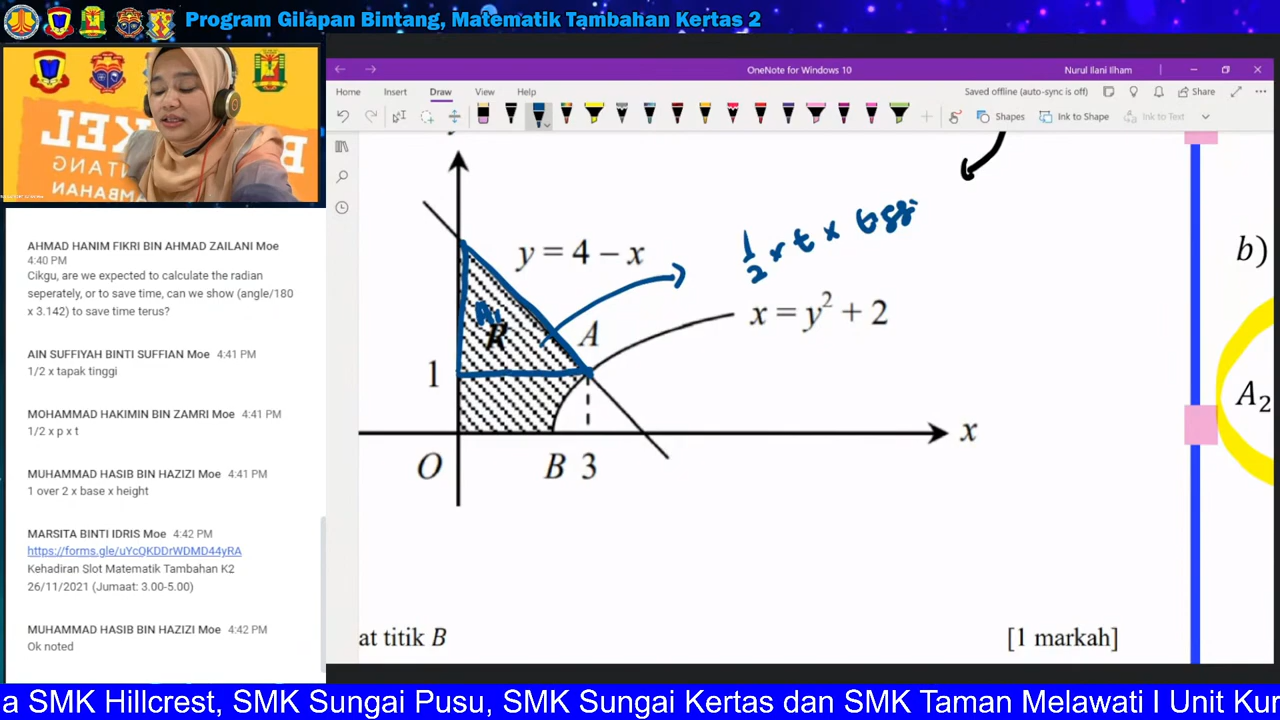 Program Gilapan Bintang, Matematik Tambahan Kertas 2
OneNote for Windows 10
Nurul Ilani Ilham
Home Insert Draw View Help
Saved offline (auto-sync is off)
Share
Shapes
Ink to Shape
Ink to Text
AHMAD HANIM FIKRI BIN AHMAD ZAILANI Moe
4:40 PM
Cikgu, are we expected to calculate the radian
seperately, or to save time, can we show (angle/180
x 3.142) to save time terus?
AIN SUFFIYAH BINTI SUFFIAN Moe 4:41 PM
1/2 x tapak tinggi
MOHAMMAD HAKIMIN BIN ZAMRI Moe 4:41 PM
1/2 x p x t
MUHAMMAD HASIB BIN HAZIZI Moe 4:41 PM
1 over 2 x base x height
MARSITA BINTI IDRIS Moe 4:42 PM
https://forms.gle/uYcQKDDrWDMD44yRA
Kehadiran Slot Matematik Tambahan K2
26/11/2021 (Jumaat: 3.00-5.00)
MUHAMMAD HASIB BIN HAZIZI Moe 4:42 PM
Ok noted
y = 4 – x
1/2 × t ×
x = y² + 2
A
R
1
O
B 3
x
b)
A₂
at titik B
[1 markah]
a SMK Hillcrest, SMK Sungai Pusu, SMK Sungai Kertas dan SMK Taman Melawati I Unit Kur